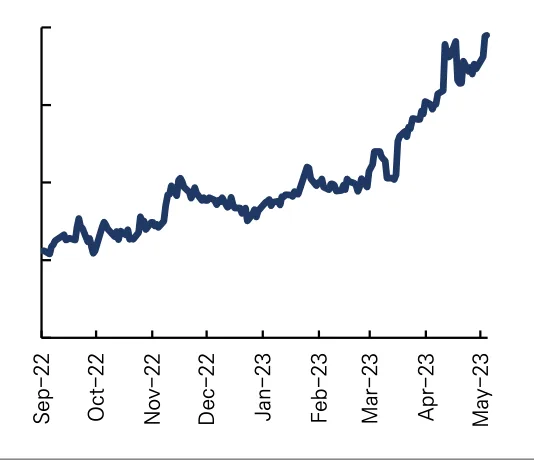 Sep–22
Oct–22
Nov–22
Dec–22
Jan–23
Feb–23
Mar–23
Apr–23
May–23